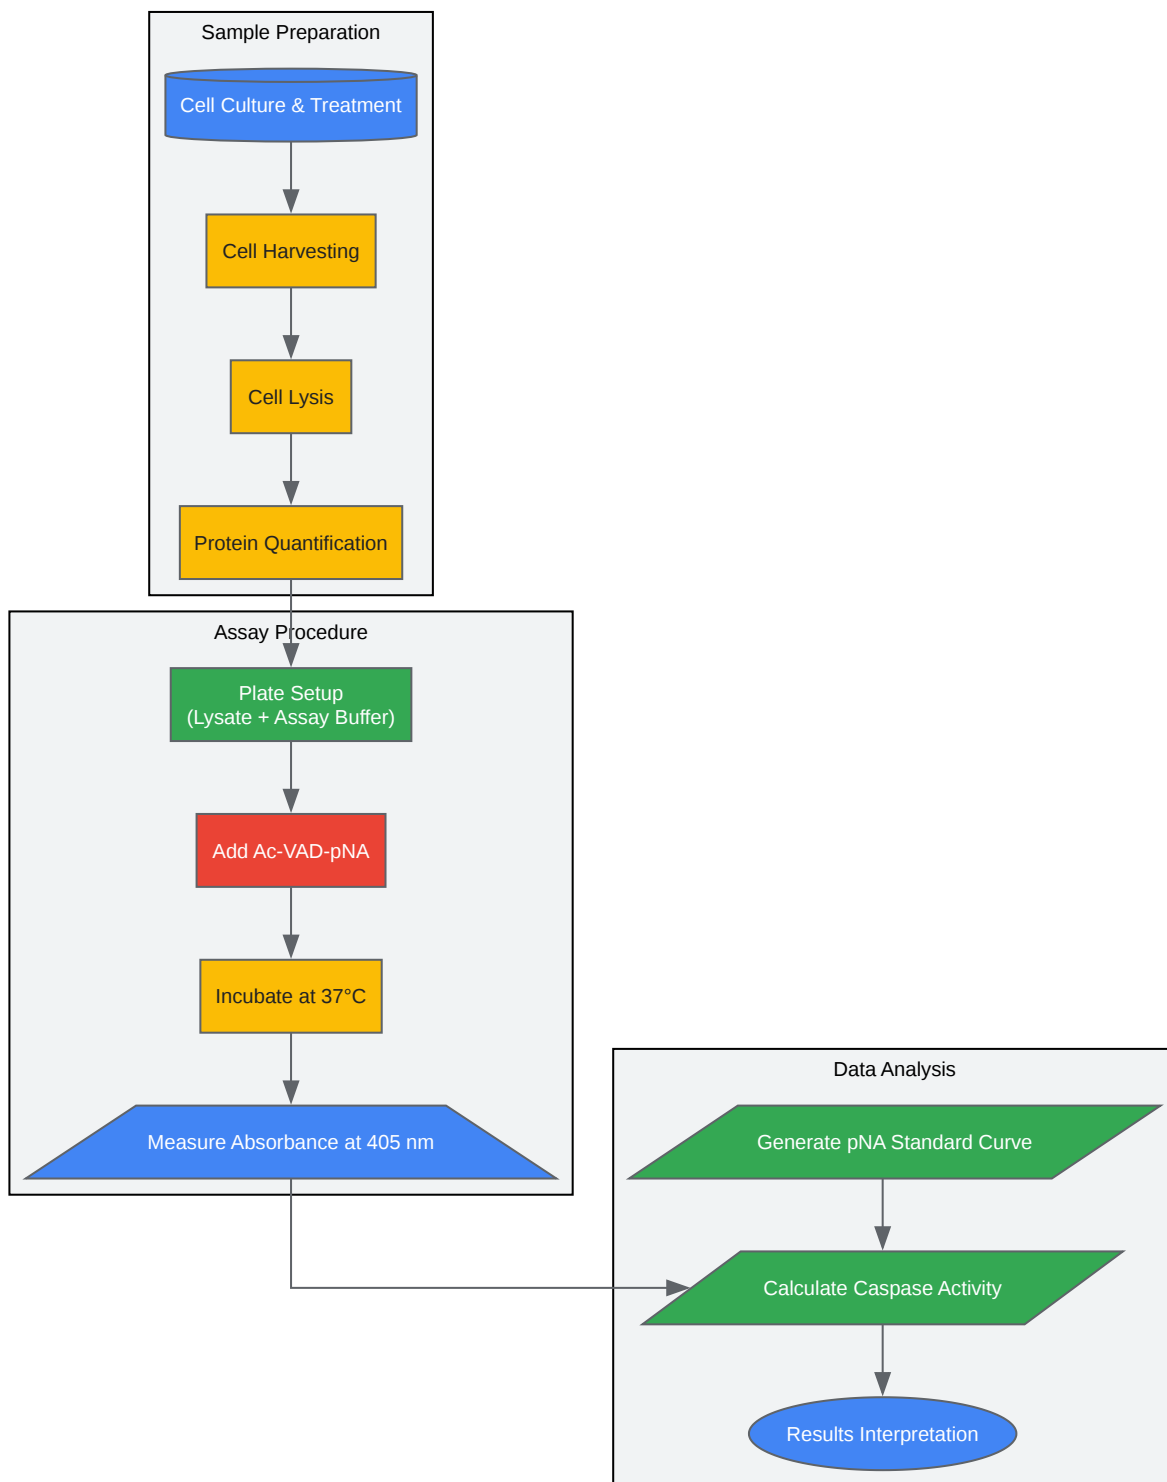 Sample Preparation
Cell Culture & Treatment
Cell Harvesting
Cell Lysis
Protein Quantification
Assay Procedure
Plate Setup
(Lysate + Assay Buffer)
Add Ac-VAD-pNA
Incubate at 37°C
Measure Absorbance at 405 nm
Data Analysis
Generate pNA Standard Curve
Calculate Caspase Activity
Results Interpretation